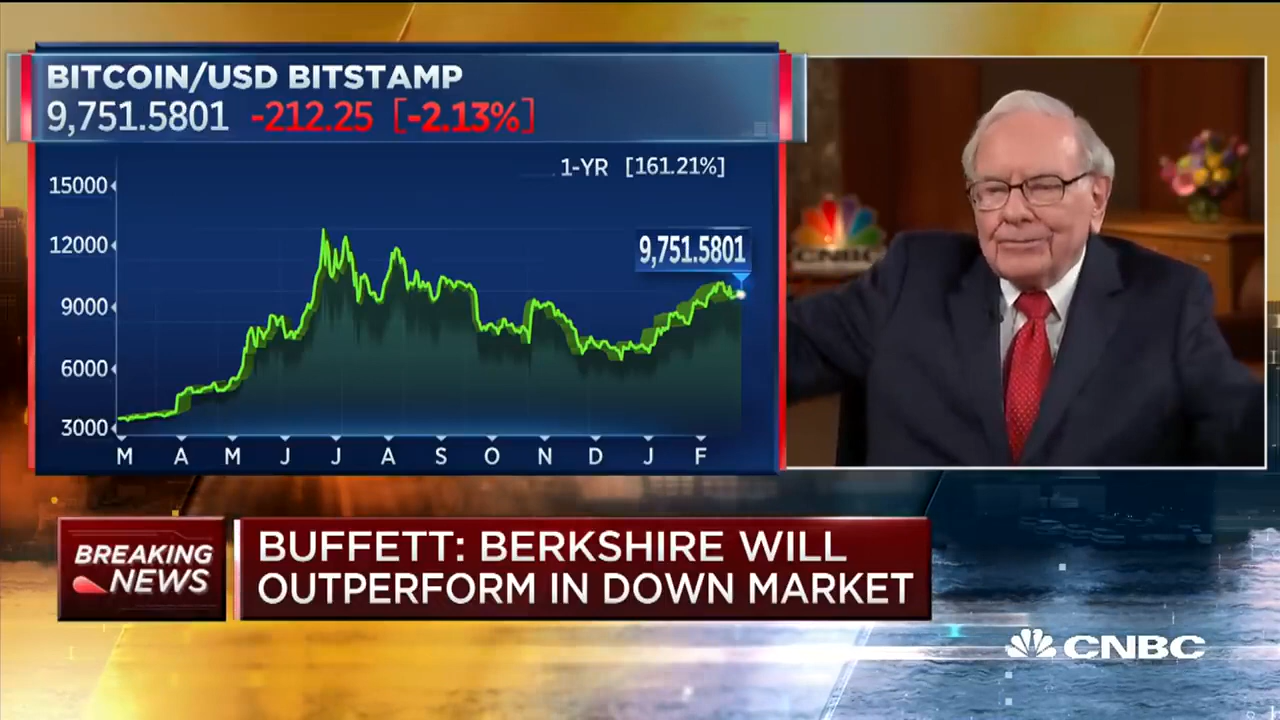 BITCOIN/USD BITSTAMP
9,751.5801 -212.25 [-2.13%]
1-YR [161.21%]
15000
12000
9000
6000
3000
9,751.5801
M A M J J A S O N D J F
CNBC
BREAKING
NEWS
BUFFETT: BERKSHIRE WILL
OUTPERFORM IN DOWN MARKET
CNBC